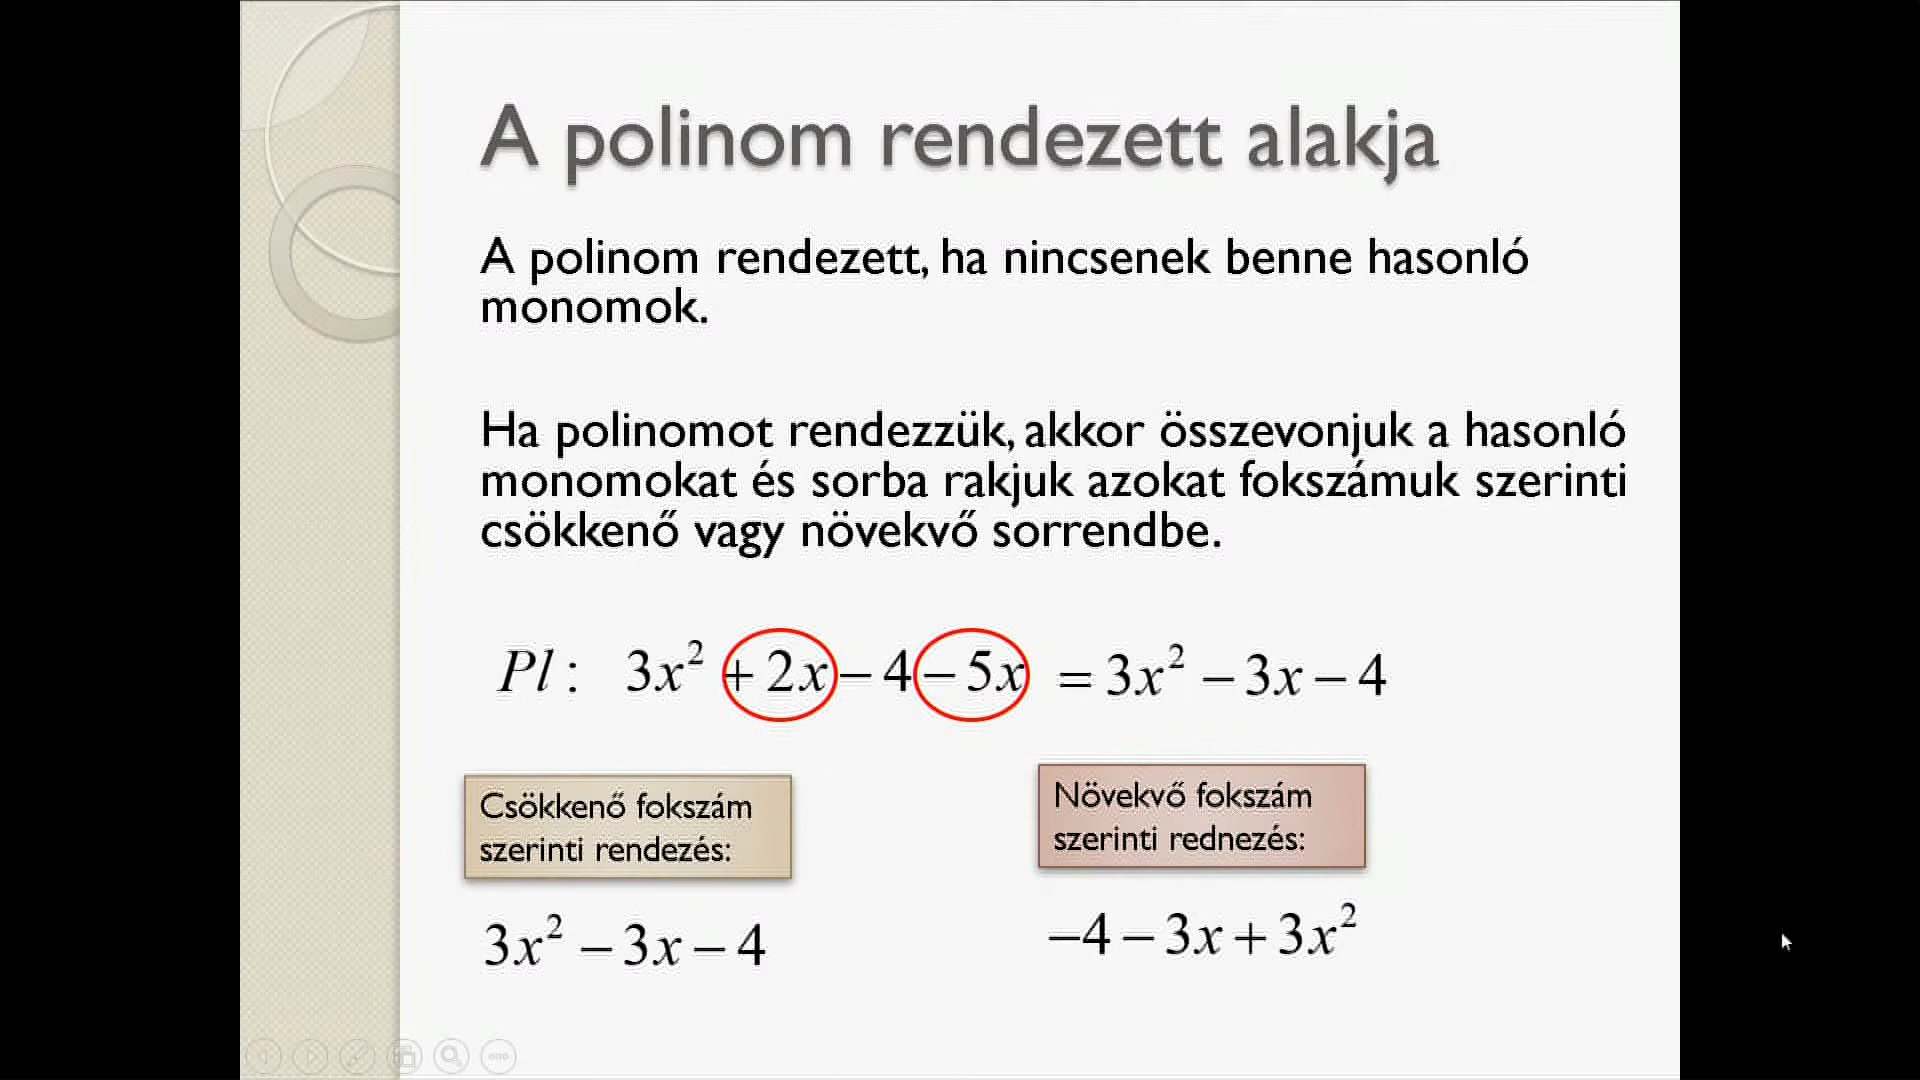 A polinom rendezett alakja
A polinom rendezett, ha nincsenek benne hasonló
monomok.
Ha polinomot rendezzük, akkor összevonjuk a hasonló
monomokat és sorba rakjuk azokat fokszámuk szerinti
csökkenő vagy növekvő sorrendbe.
Pl: 3x² + 2x − 4 − 5x = 3x² − 3x − 4
Csökkenő fokszám
szerinti rendezés:
3x² − 3x − 4
Növekvő fokszám
szerinti rednezés:
−4 − 3x + 3x²